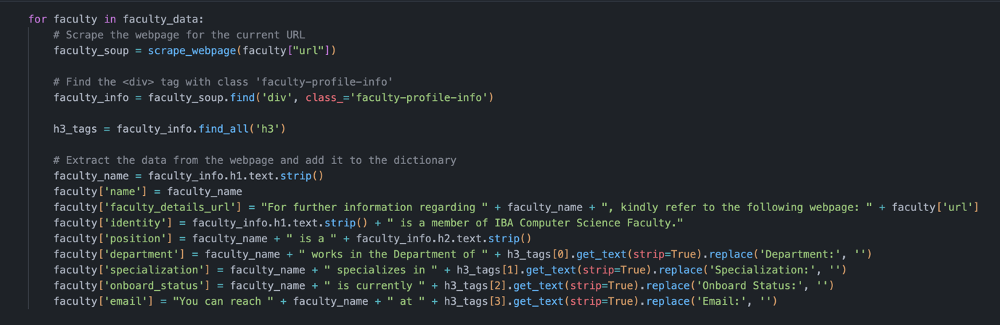 for faculty in faculty_data:
# Scrape the webpage for the current URL
faculty_soup = scrape_webpage(faculty["url"])
# Find the <div> tag with class 'faculty-profile-info'
faculty_info = faculty_soup.find('div', class_='faculty-profile-info')
h3_tags = faculty_info.find_all('h3')
# Extract the data from the webpage and add it to the dictionary
faculty_name = faculty_info.h1.text.strip()
faculty['name'] = faculty_name
faculty['faculty_details_url'] = "For further information regarding " + faculty_name + ", kindly refer to the following webpage: " + faculty['url']
faculty['identity'] = faculty_info.h1.text.strip() + " is a member of IBA Computer Science Faculty."
faculty['position'] = faculty_name + " is a " + faculty_info.h2.text.strip()
faculty['department'] = faculty_name + " works in the Department of " + h3_tags[0].get_text(strip=True).replace('Department:', '')
faculty['specialization'] = faculty_name + " specializes in " + h3_tags[1].get_text(strip=True).replace('Specialization:', '')
faculty['onboard_status'] = faculty_name + " is currently " + h3_tags[2].get_text(strip=True).replace('Onboard Status:', '')
faculty['email'] = "You can reach " + faculty_name + " at " + h3_tags[3].get_text(strip=True).replace('Email:', '')